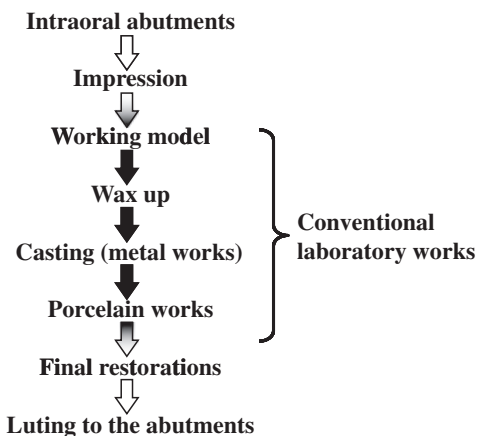 Intraoral abutments
Impression
Working model
Wax up
Casting (metal works)
Porcelain works
Final restorations
Luting to the abutments
Conventional
laboratory works